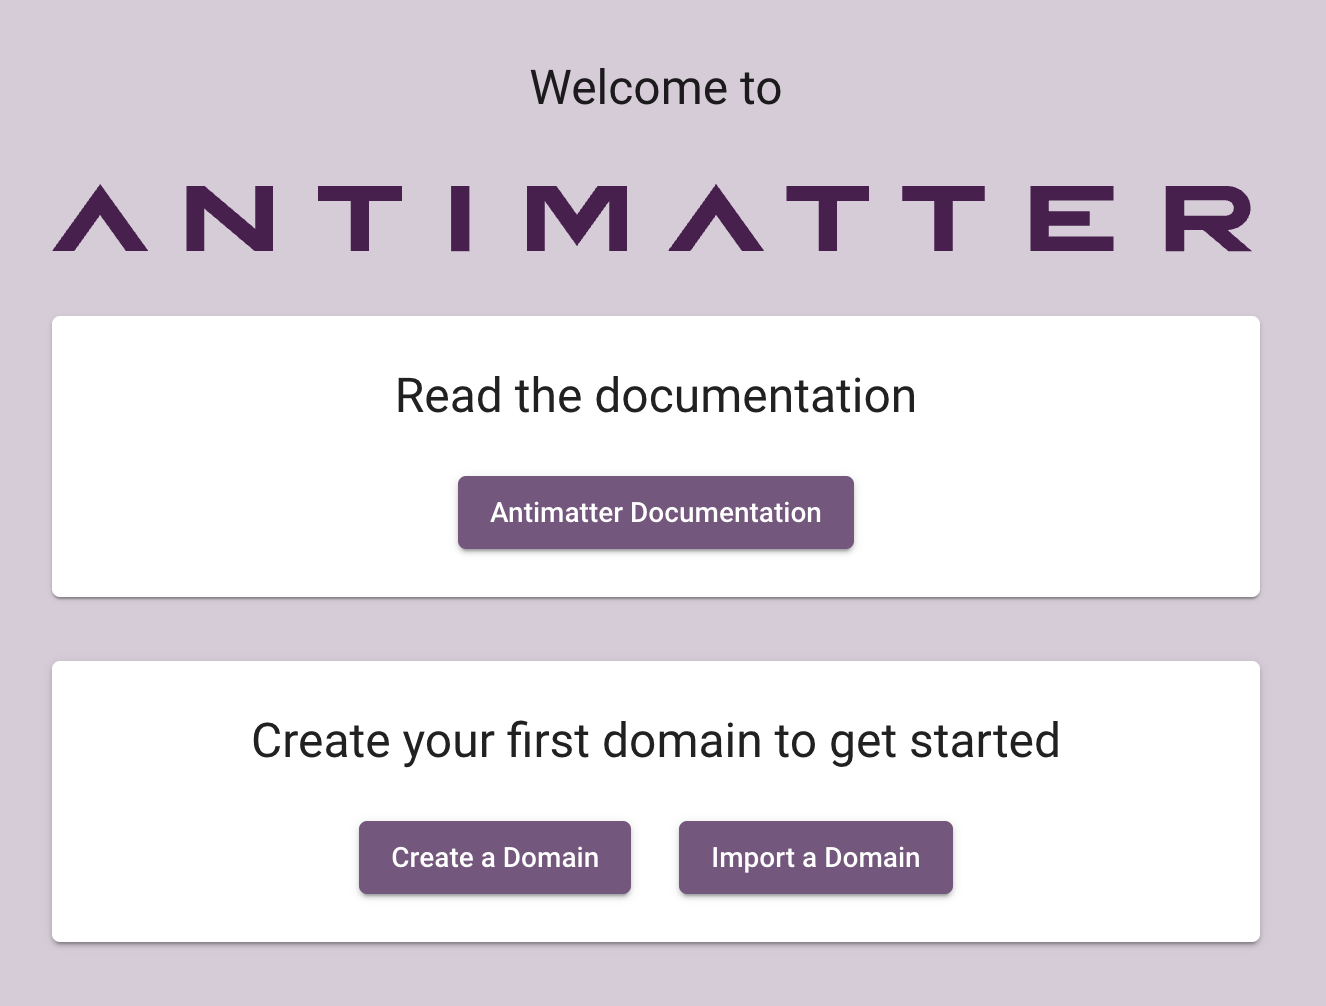 Welcome to
ANTIMATTER
Read the documentation
Antimatter Documentation
Create your first domain to get started
Create a Domain
Import a Domain